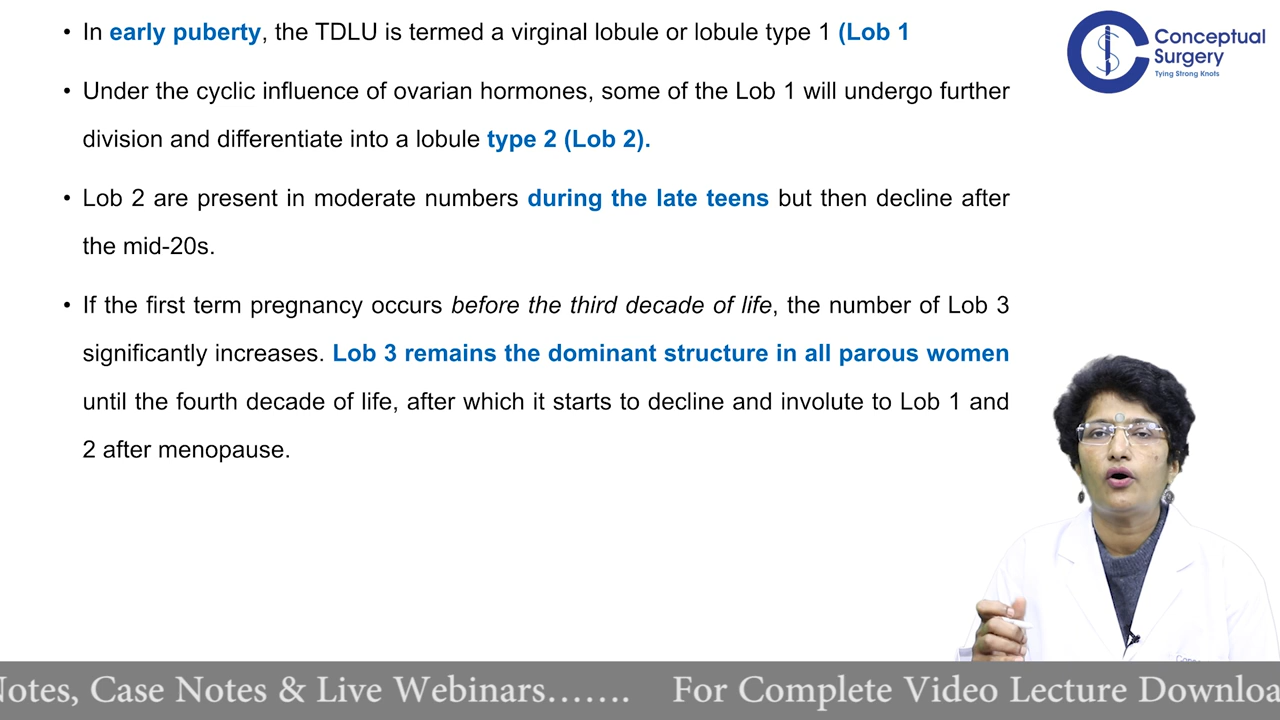 • In early puberty, the TDLU is termed a virginal lobule or lobule type 1 (Lob 1
• Under the cyclic influence of ovarian hormones, some of the Lob 1 will undergo further
division and differentiate into a lobule type 2 (Lob 2).
• Lob 2 are present in moderate numbers during the late teens but then decline after
the mid-20s.
• If the first term pregnancy occurs before the third decade of life, the number of Lob 3
significantly increases. Lob 3 remains the dominant structure in all parous women
until the fourth decade of life, after which it starts to decline and involute to Lob 1 and
2 after menopause.
Conceptual
Surgery
Tying Strong Knots
Notes, Case Notes & Live Webinars……. For Complete Video Lecture Downloa